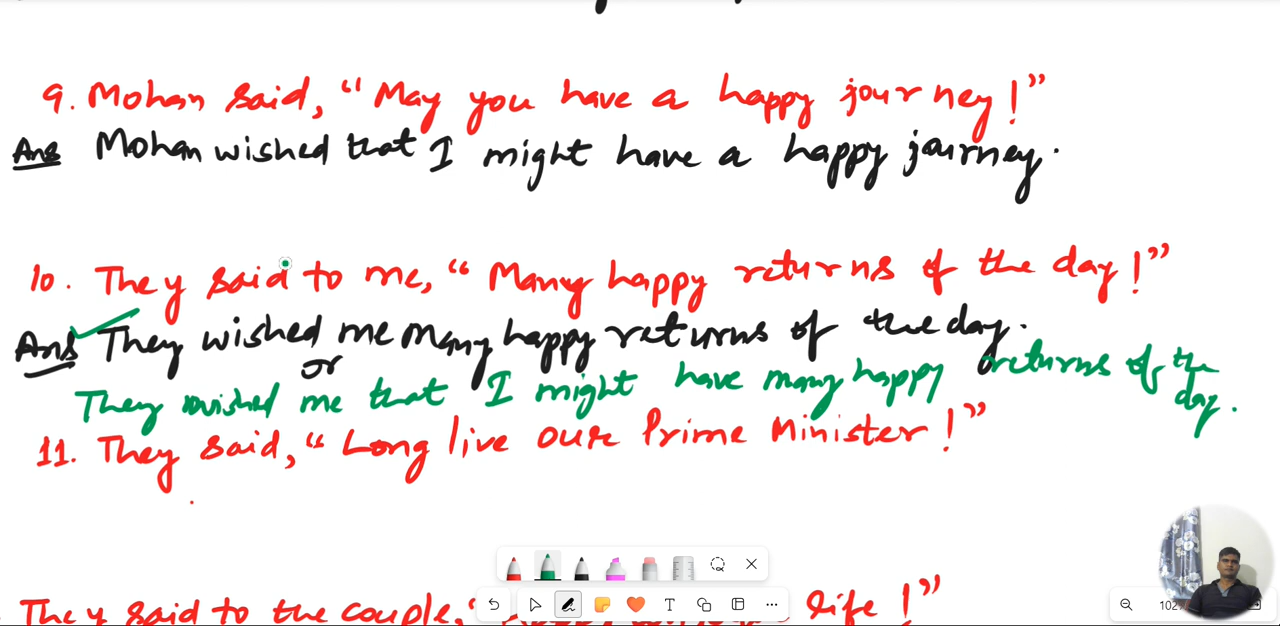 9. Mohan said, "May you have a happy journey!"
Ans Mohan wished that I might have a happy journey.
10. They said to me, "Many happy returns of the day!"
Ans They wished me many happy returns of the day.
or
They wished me that I might have many happy returns of the day.
11. They said, "Long live our Prime Minister!"
They said to the couple, " life!"
T
102